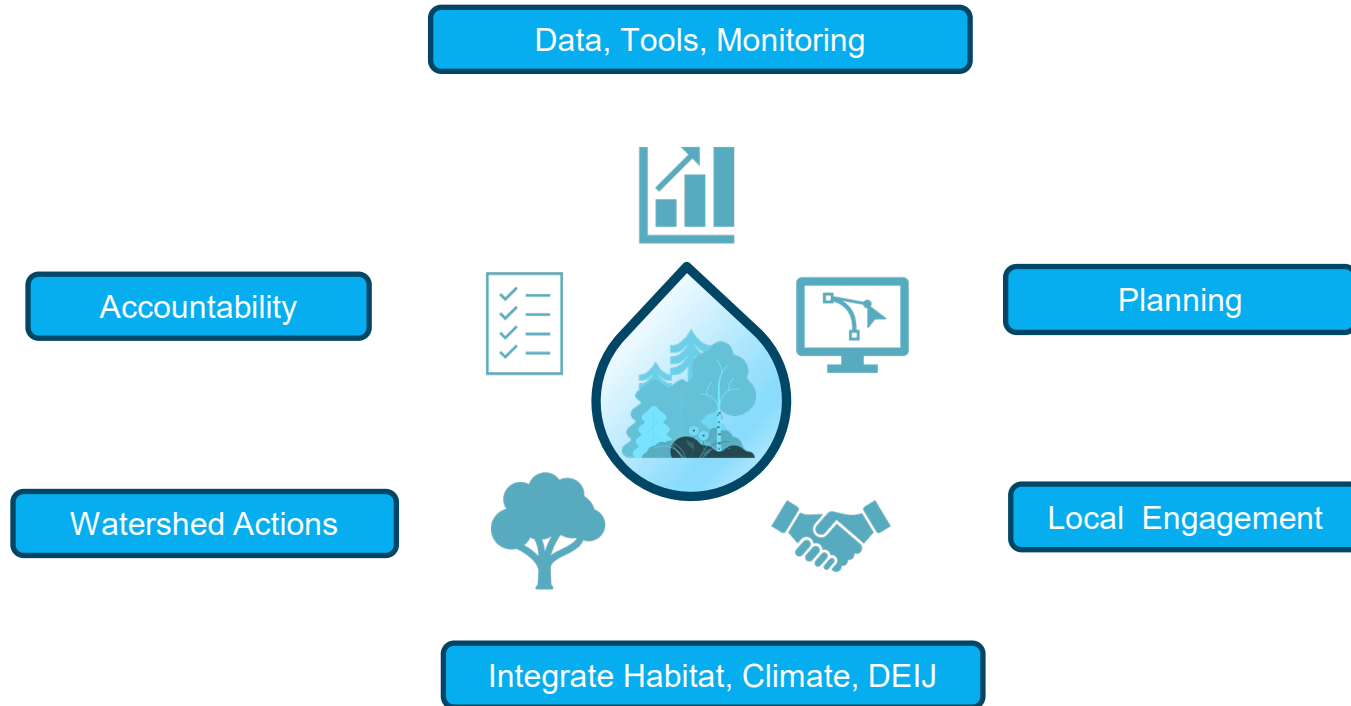 Data, Tools, Monitoring
Accountability
Planning
Watershed Actions
Local  Engagement
Integrate Habitat, Climate, DEIJ